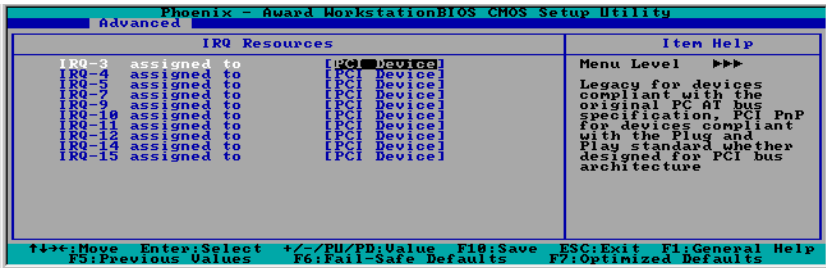 Phoenix - Award WorkstationBIOS CMOS Setup Utility
Advanced
IRQ Resources
Item Help
IRQ-3 assigned to [PCI Device]
IRQ-4 assigned to [PCI Device]
IRQ-5 assigned to [PCI Device]
IRQ-7 assigned to [PCI Device]
IRQ-9 assigned to [PCI Device]
IRQ-10 assigned to [PCI Device]
IRQ-11 assigned to [PCI Device]
IRQ-12 assigned to [PCI Device]
IRQ-14 assigned to [PCI Device]
IRQ-15 assigned to [PCI Device]
Menu Level ►►►
Legacy for devices
compliant with the
original PC AT bus
specification, PCI PnP
for devices compliant
with the Plug and
Play standard whether
designed for PCI bus
architecture
↑↓→←:Move Enter:Select +/-/PU/PD:Value F10:Save ESC:Exit F1:General Help
F5:Previous Values F6:Fail-Safe Defaults F7:Optimized Defaults